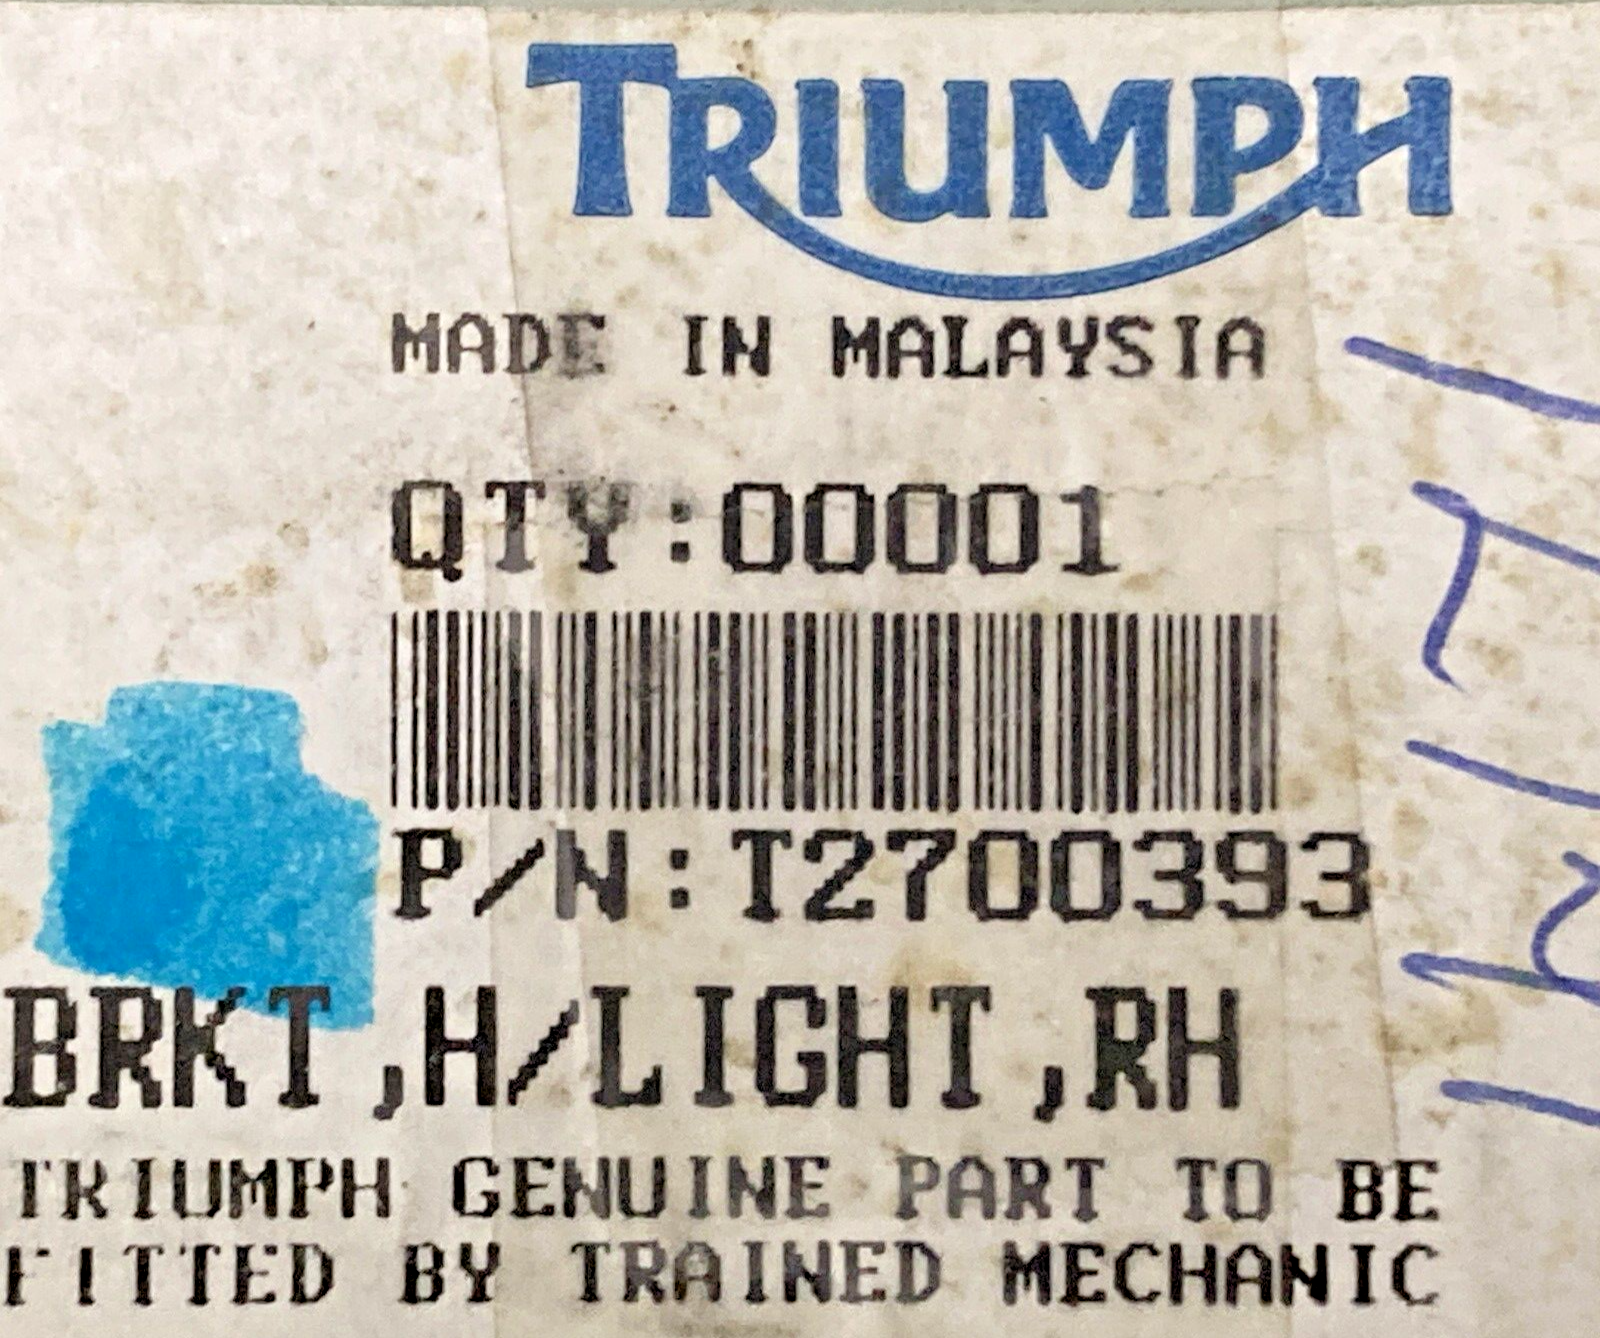 TRIUMPH
MADE IN MALAYSIA
QTY:00001
P/N:T2700393
BRKT,H/LIGHT,RH
TRIUMPH GENUINE PART TO BE
FITTED BY TRAINED MECHANIC